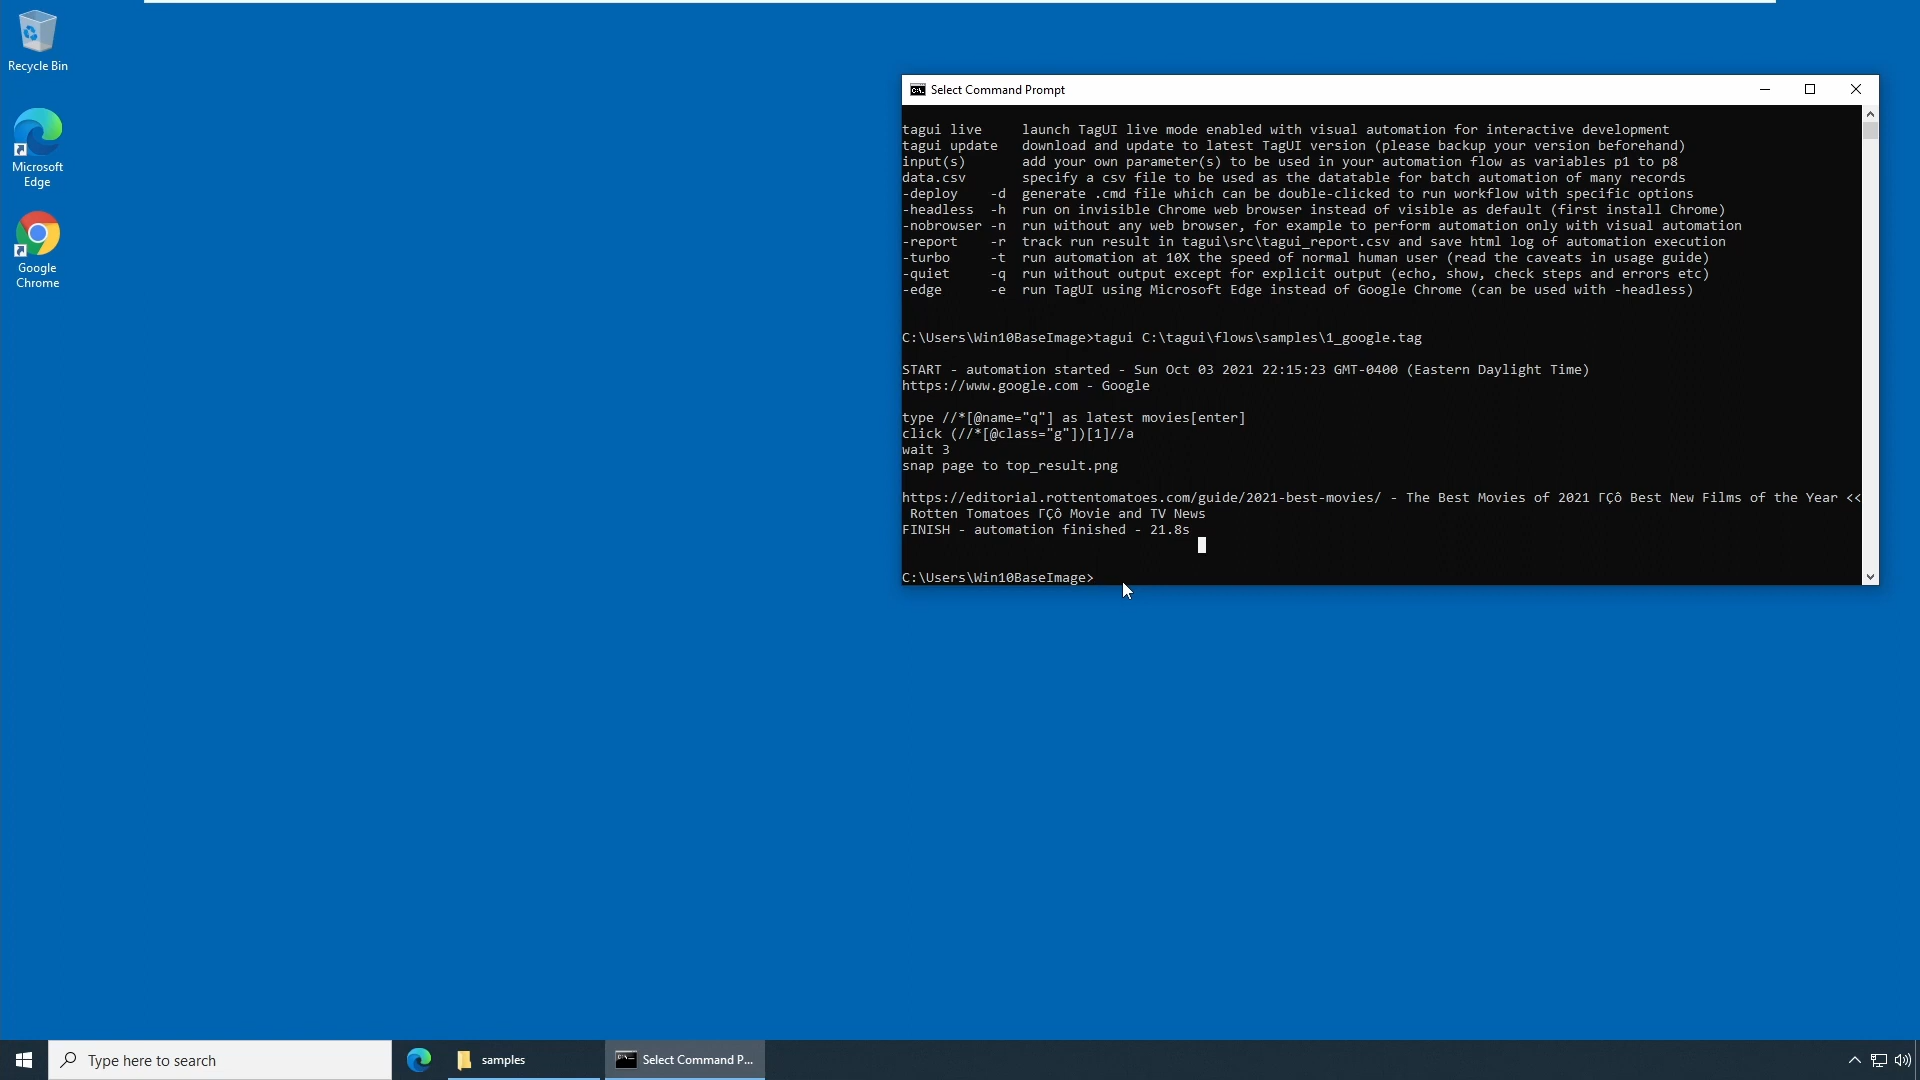 Recycle Bin
Microsoft
Edge
Google
Chrome
Select Command Prompt
tagui live     launch TagUI live mode enabled with visual automation for interactive development
tagui update   download and update to latest TagUI version (please backup your version beforehand)
input(s)       add your own parameter(s) to be used in your automation flow as variables p1 to p8
data.csv       specify a csv file to be used as the datatable for batch automation of many records
-deploy    -d  generate .cmd file which can be double-clicked to run workflow with specific options
-headless  -h  run on invisible Chrome web browser instead of visible as default (first install Chrome)
-nobrowser -n  run without any web browser, for example to perform automation only with visual automation
-report    -r  track run result in tagui\src\tagui_report.csv and save html log of automation execution
-turbo     -t  run automation at 10X the speed of normal human user (read the caveats in usage guide)
-quiet     -q  run without output except for explicit output (echo, show, check steps and errors etc)
-edge      -e  run TagUI using Microsoft Edge instead of Google Chrome (can be used with -headless)
C:\Users\Win10BaseImage>tagui C:\tagui\flows\samples\1_google.tag
START - automation started - Sun Oct 03 2021 22:15:23 GMT-0400 (Eastern Daylight Time)
https://www.google.com - Google
type //*[@name="q"] as latest movies[enter]
click (//*[@class="g"])[1]//a
wait 3
snap page to top_result.png
https://editorial.rottentomatoes.com/guide/2021-best-movies/ - The Best Movies of 2021 ΓÇô Best New Films of the Year <<
Rotten Tomatoes ΓÇô Movie and TV News
FINISH - automation finished - 21.8s
C:\Users\Win10BaseImage>
Type here to search
samples
Select Command P...